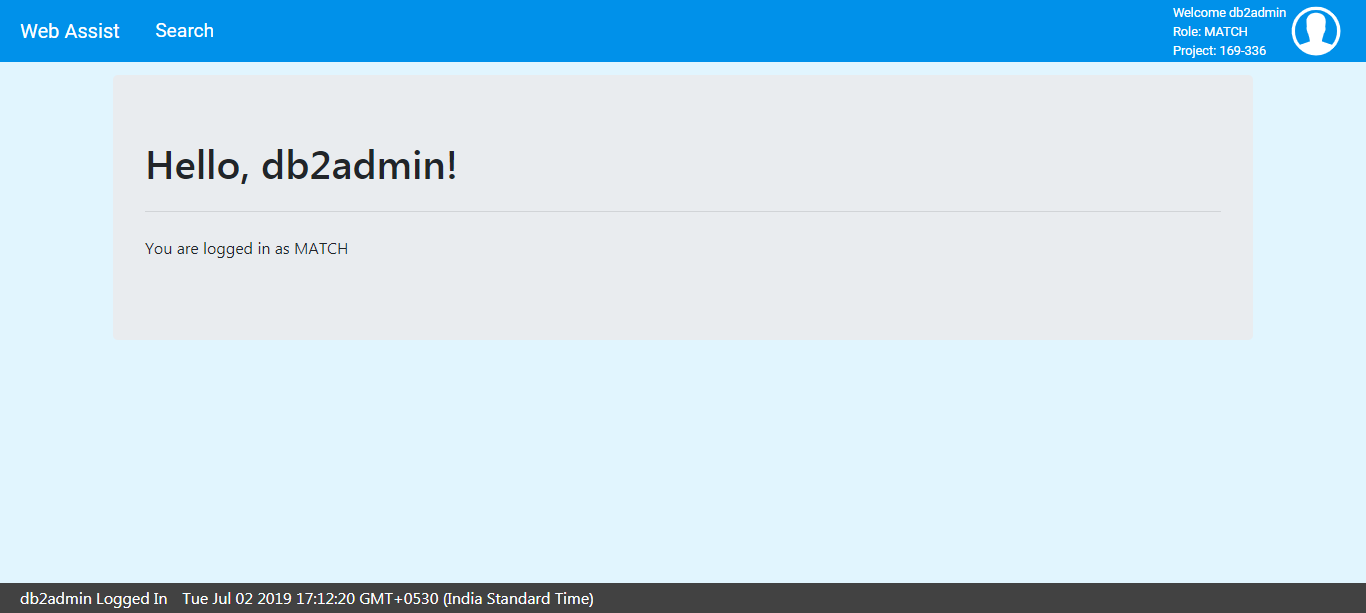 Web Assist Search
Welcome db2admin
Role: MATCH
Project: 169-336
Hello, db2admin!
You are logged in as MATCH
db2admin Logged In Tue Jul 02 2019 17:12:20 GMT+0530 (India Standard Time)